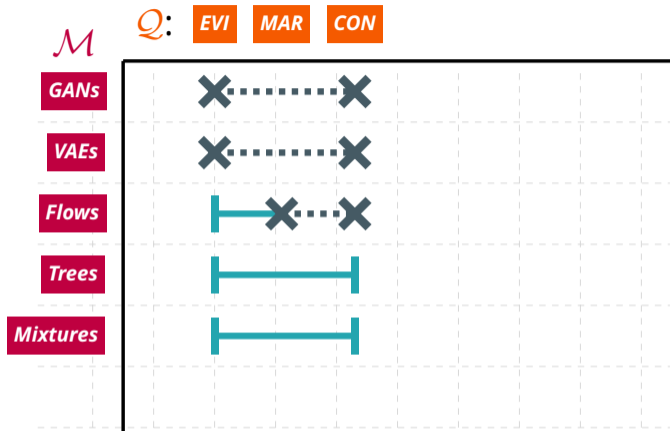 Q: EVI MAR CON
M
GANs
VAEs
Flows
Trees
Mixtures